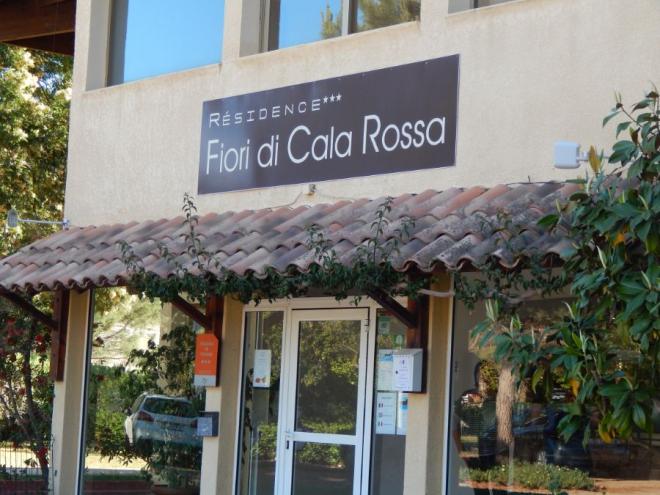 RÉSIDENCE***
Fiori di Cala Rossa